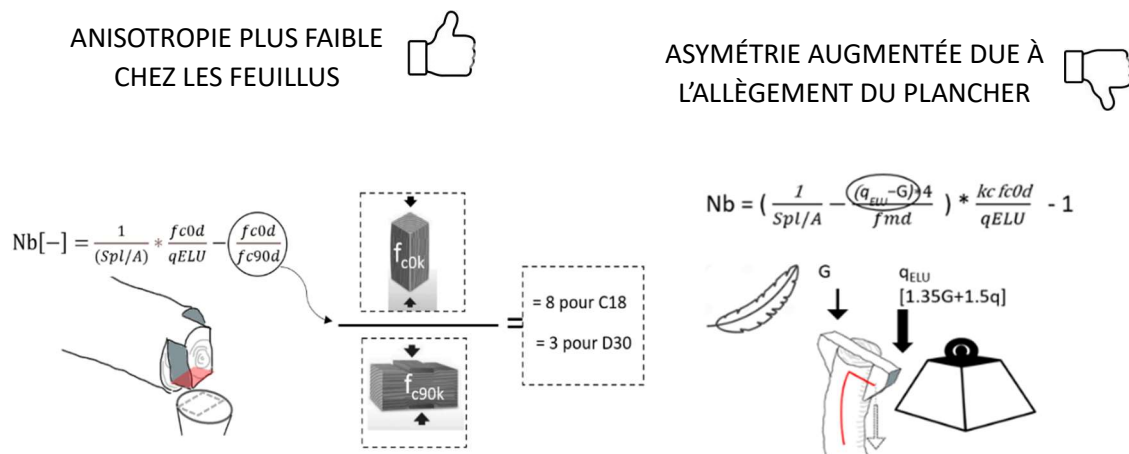 ANISOTROPIE PLUS FAIBLE
CHEZ LES FEUILLUS
ASYMÉTRIE AUGMENTÉE DUE À
L'ALLÈGEMENT DU PLANCHER
Nb[−] = 1/(Spl/A) * fc0d/qELU − fc0d/fc90d
fc0k
fc90k
=
= 8 pour C18
= 3 pour D30
Nb = ( 1/Spl/A − (qELU−G)*4/fmd ) * kc fc0d/qELU - 1
G
qELU
[1.35G+1.5q]